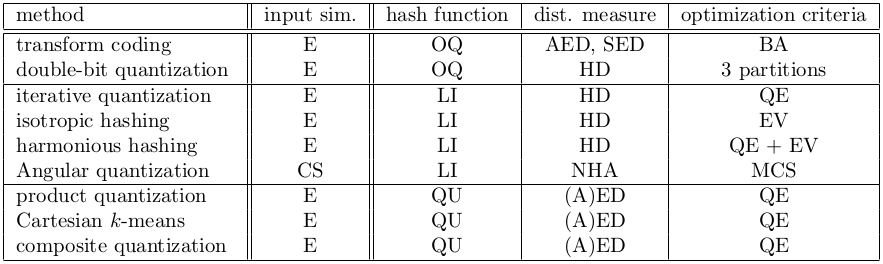 method input sim. hash function dist. measure optimization criteria
transform coding E OQ AED, SED BA
double-bit quantization E OQ HD 3 partitions
iterative quantization E LI HD QE
isotropic hashing E LI HD EV
harmonious hashing E LI HD QE + EV
Angular quantization CS LI NHA MCS
product quantization E QU (A)ED QE
Cartesian k-means E QU (A)ED QE
composite quantization E QU (A)ED QE